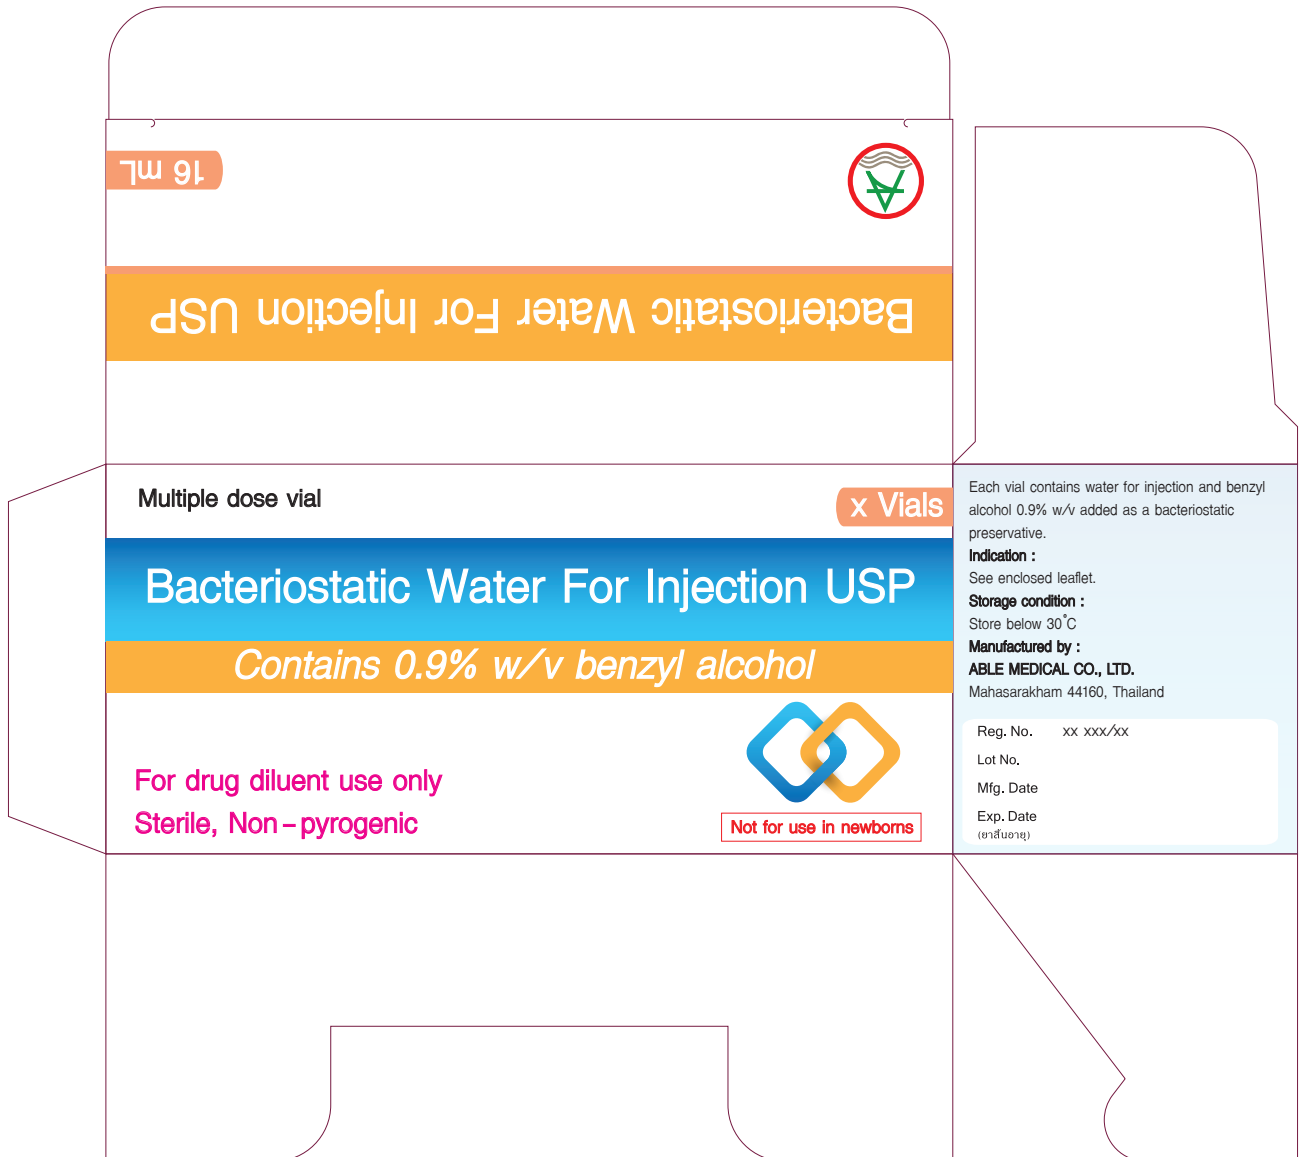 16 mL
Bacteriostatic Water For Injection USP
Multiple dose vial
x Vials
Bacteriostatic Water For Injection USP
Contains 0.9% w/v benzyl alcohol
For drug diluent use only
Sterile, Non-pyrogenic
Not for use in newborns
Each vial contains water for injection and benzyl
alcohol 0.9% w/v added as a bacteriostatic
preservative.
Indication :
See enclosed leaflet.
Storage condition :
Store below 30°C
Manufactured by :
ABLE MEDICAL CO., LTD.
Mahasarakham 44160, Thailand
Reg. No. xx xxx/xx
Lot No.
Mfg. Date
Exp. Date
(ยาสิ้นอายุ)